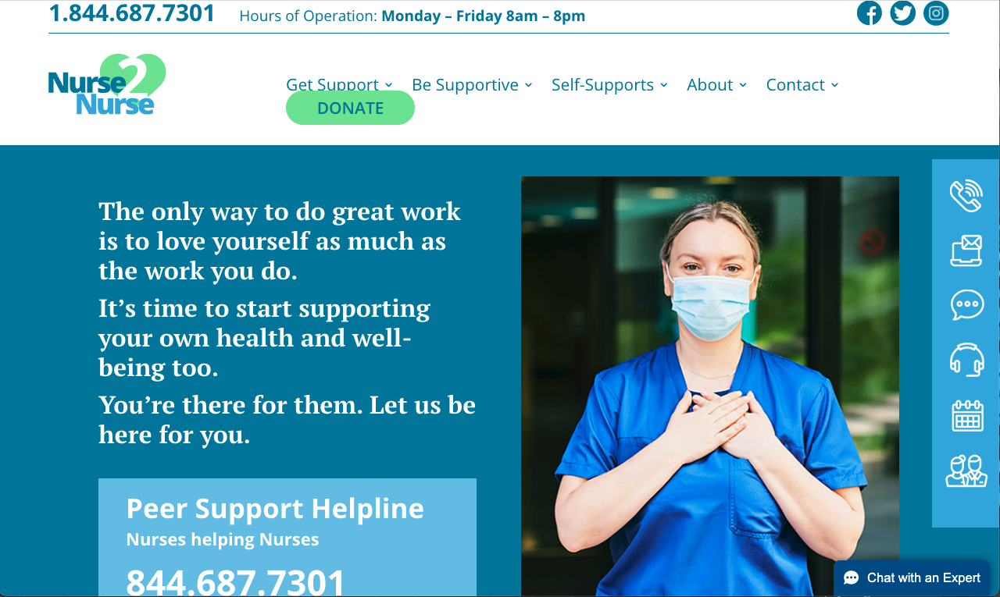 1.844.687.7301 Hours of Operation: Monday – Friday 8am – 8pm
Nurse2
Nurse
Get Support Be Supportive Self-Supports About Contact
DONATE
The only way to do great work
is to love yourself as much as
the work you do.
It’s time to start supporting
your own health and well-
being too.
You’re there for them. Let us be
here for you.
Peer Support Helpline
Nurses helping Nurses
844.687.7301
Chat with an Expert